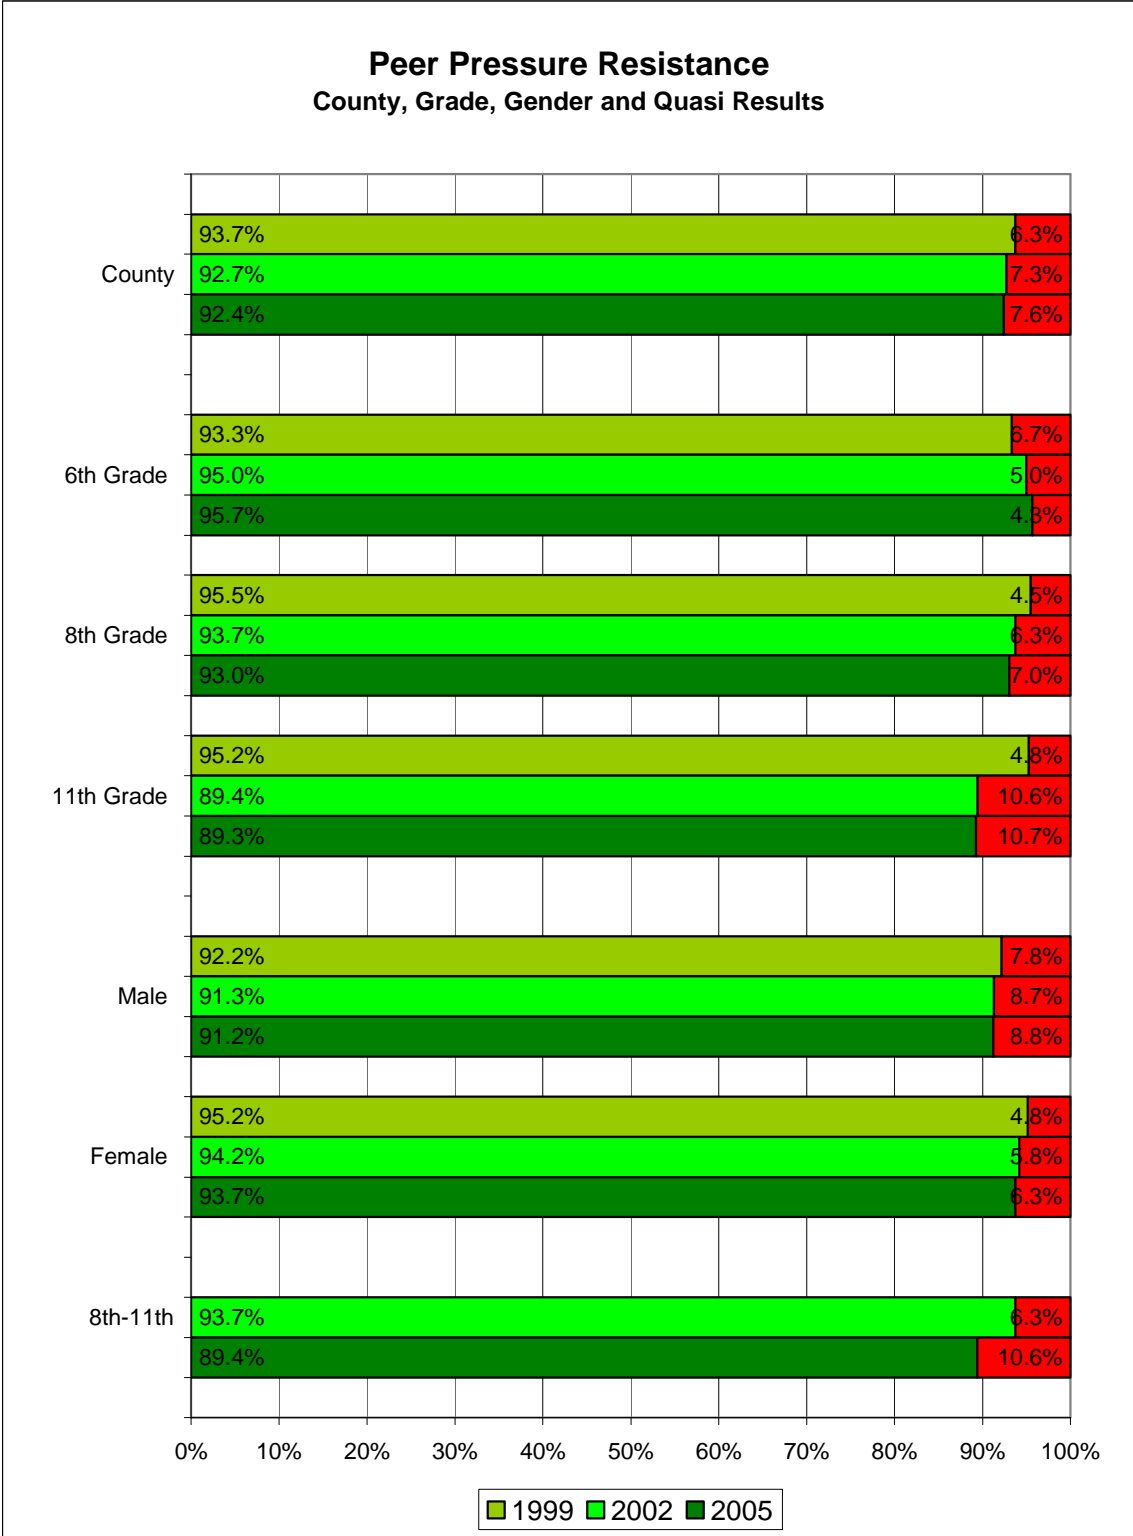 Peer Pressure Resistance
County, Grade, Gender and Quasi Results
93.7% 6.3%
County 92.7% 7.3%
92.4% 7.6%
93.3% 6.7%
6th Grade 95.0% 5.0%
95.7% 4.3%
95.5% 4.5%
8th Grade 93.7% 6.3%
93.0% 7.0%
95.2% 4.8%
11th Grade 89.4% 10.6%
89.3% 10.7%
92.2% 7.8%
Male 91.3% 8.7%
91.2% 8.8%
95.2% 4.8%
Female 94.2% 5.8%
93.7% 6.3%
8th-11th 93.7% 6.3%
89.4% 10.6%
0% 10% 20% 30% 40% 50% 60% 70% 80% 90% 100%
1999 2002 2005